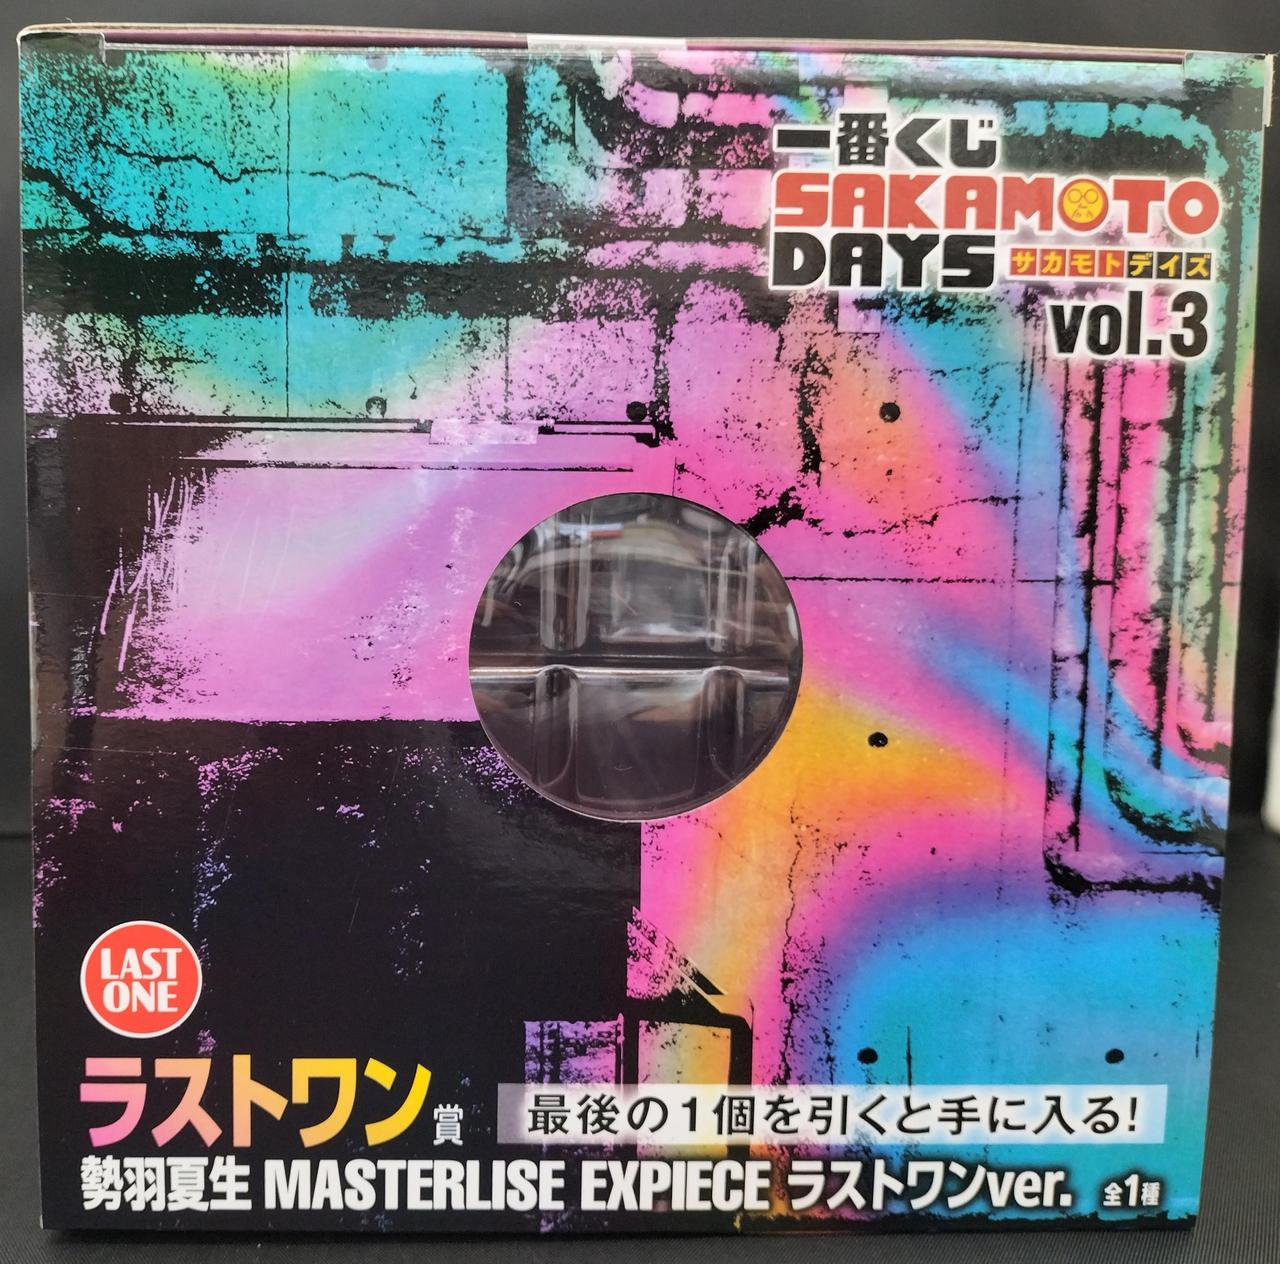 一番くじ
SAKAMOTO
DAYS サカモトデイズ
vol.3
LAST
ONE
ラストワン賞 最後の1個を引くと手に入る!
勢羽夏生 MASTERLISE EXPIECE ラストワンver. 全1種